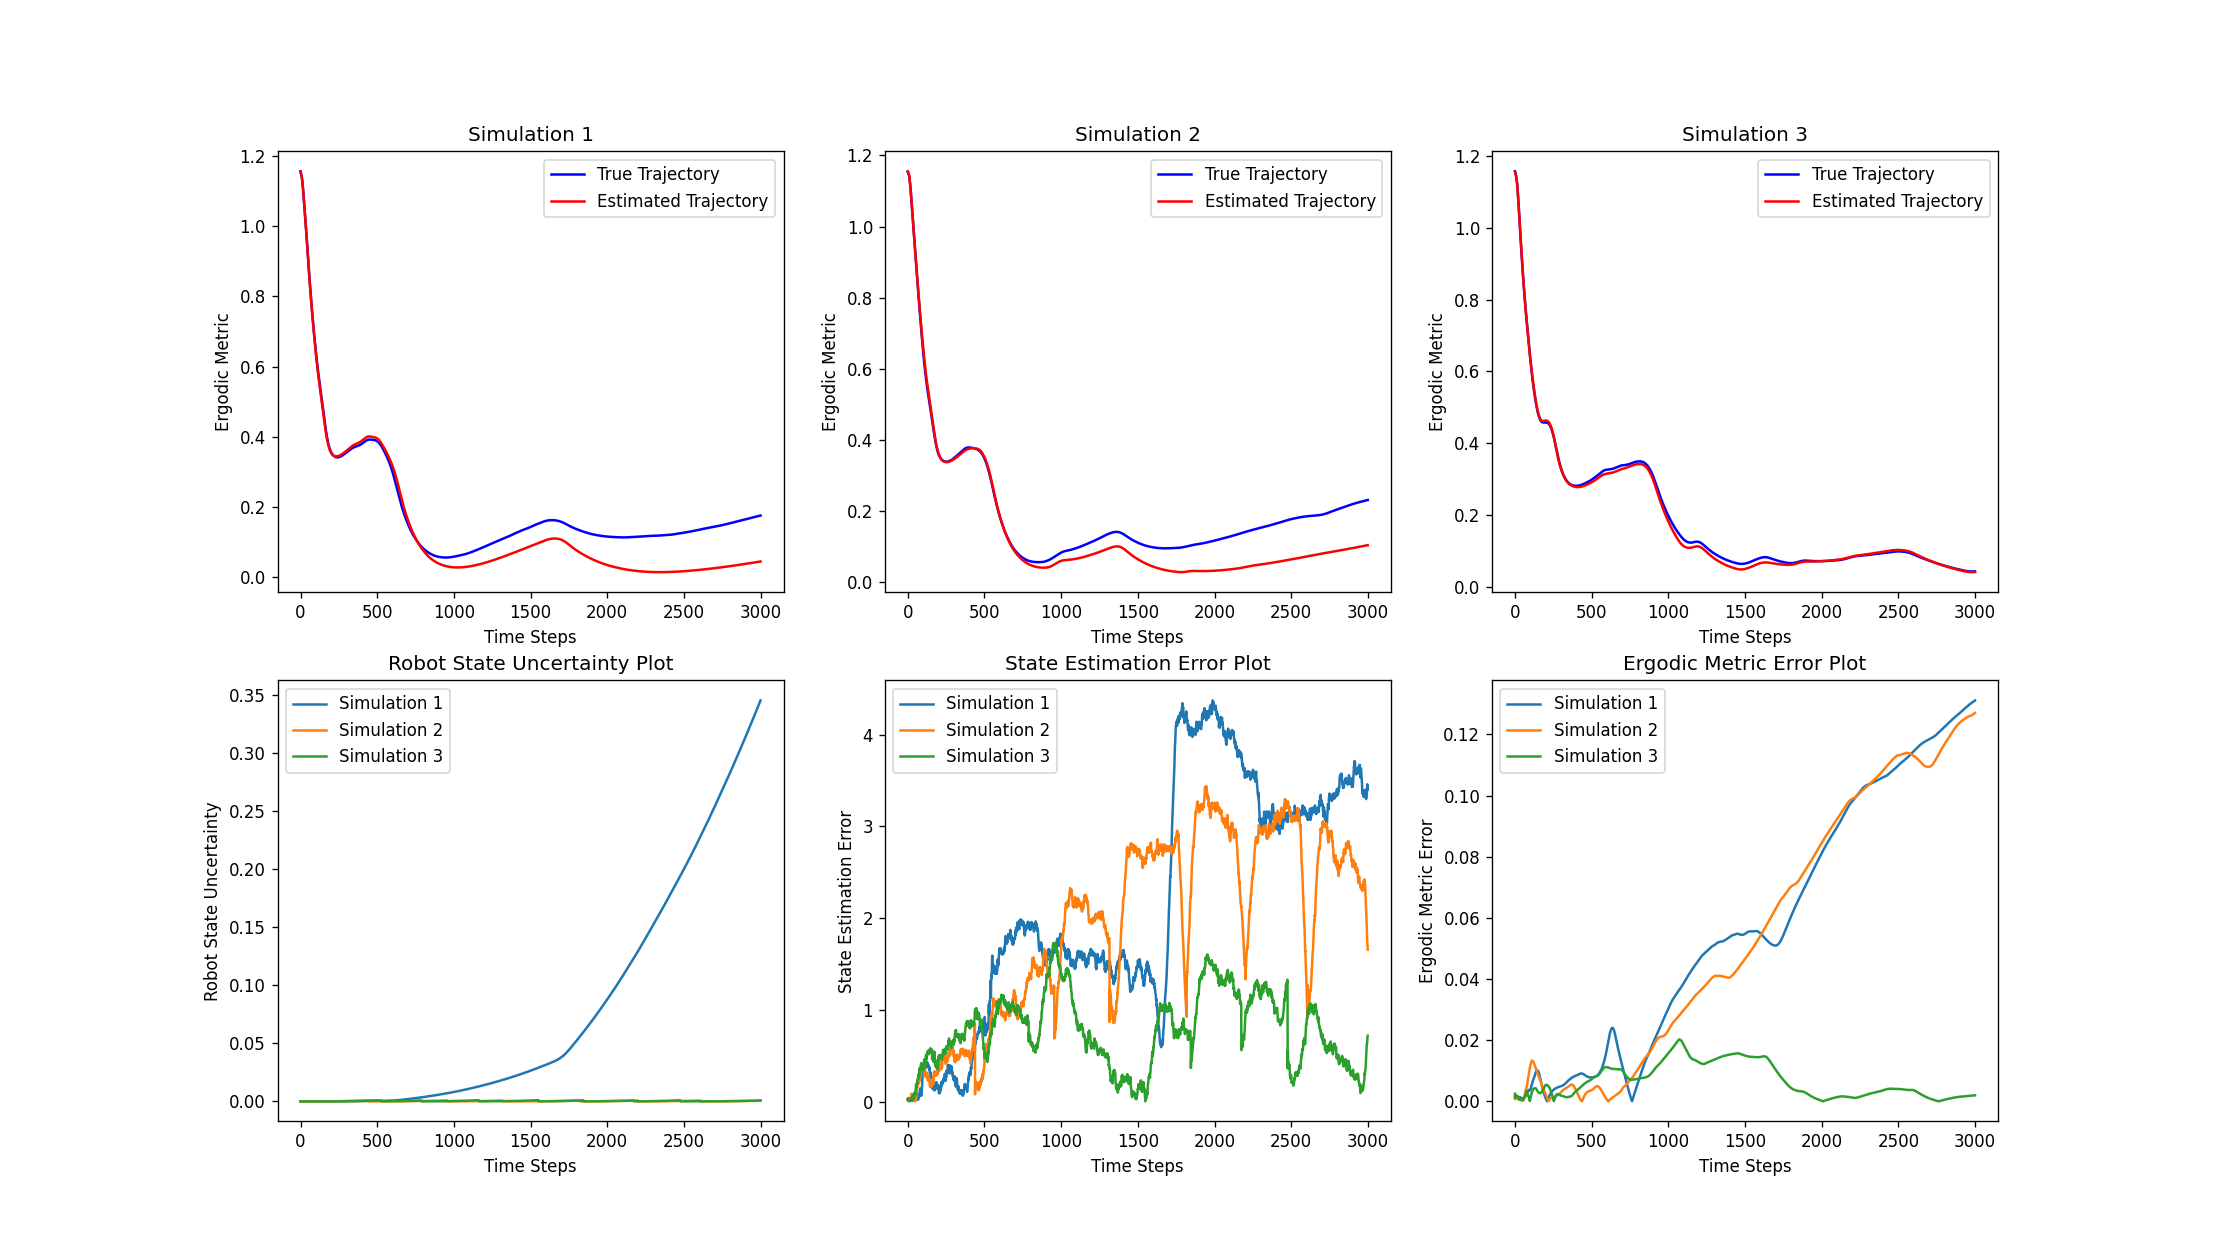 Simulation 1
Simulation 2
Simulation 3
1.2
1.0
0.8
0.6
0.4
0.2
0.0
Ergodic Metric
True Trajectory
Estimated Trajectory
0 500 1000 1500 2000 2500 3000
Time Steps
1.2
1.0
0.8
0.6
0.4
0.2
0.0
Ergodic Metric
True Trajectory
Estimated Trajectory
0 500 1000 1500 2000 2500 3000
Time Steps
1.2
1.0
0.8
0.6
0.4
0.2
0.0
Ergodic Metric
True Trajectory
Estimated Trajectory
0 500 1000 1500 2000 2500 3000
Time Steps
Robot State Uncertainty Plot
0.35
0.30
0.25
0.20
0.15
0.10
0.05
0.00
Robot State Uncertainty
Simulation 1
Simulation 2
Simulation 3
0 500 1000 1500 2000 2500 3000
Time Steps
State Estimation Error Plot
4
3
2
1
0
State Estimation Error
Simulation 1
Simulation 2
Simulation 3
0 500 1000 1500 2000 2500 3000
Time Steps
Ergodic Metric Error Plot
0.12
0.10
0.08
0.06
0.04
0.02
0.00
Ergodic Metric Error
Simulation 1
Simulation 2
Simulation 3
0 500 1000 1500 2000 2500 3000
Time Steps